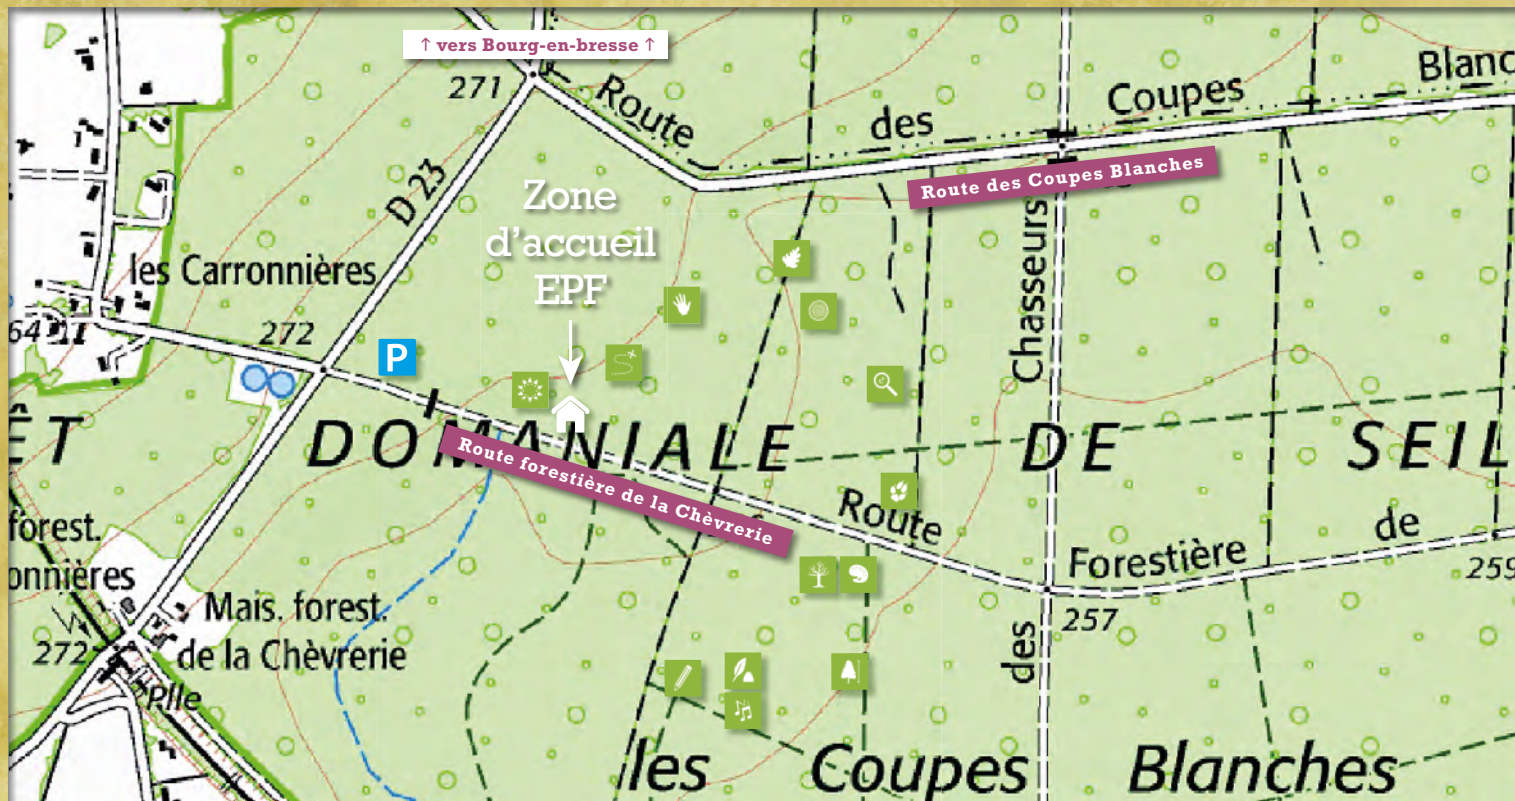 ↑ vers Bourg-en-bresse ↑
271
Route
des
Coupes
Blanc
Route des Coupes Blanches
D 23
Zone
d'accueil
EPF
les Carronnières
272
Chasseurs
P
ÊT DOMANIALE DE SEIL
Route forestière de la Chèvrerie
Route
Forestière
de
259
257
des
forest.
onnières
Mais. forest.
de la Chèvrerie
272
Plle
les Coupes Blanches